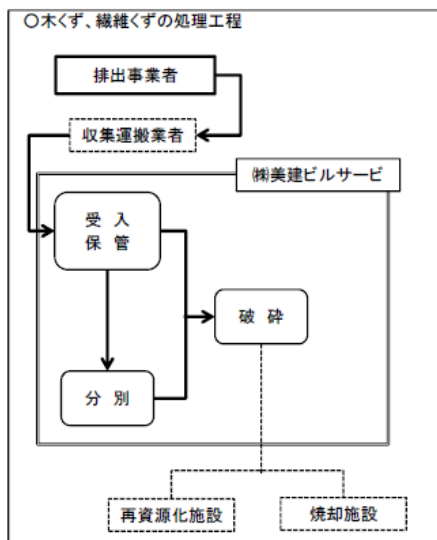 ○木くず、繊維くずの処理工程
排出事業者
収集運搬業者
㈱美建ビルサービ
受 入
保 管
破 砕
分 別
再資源化施設
焼却施設